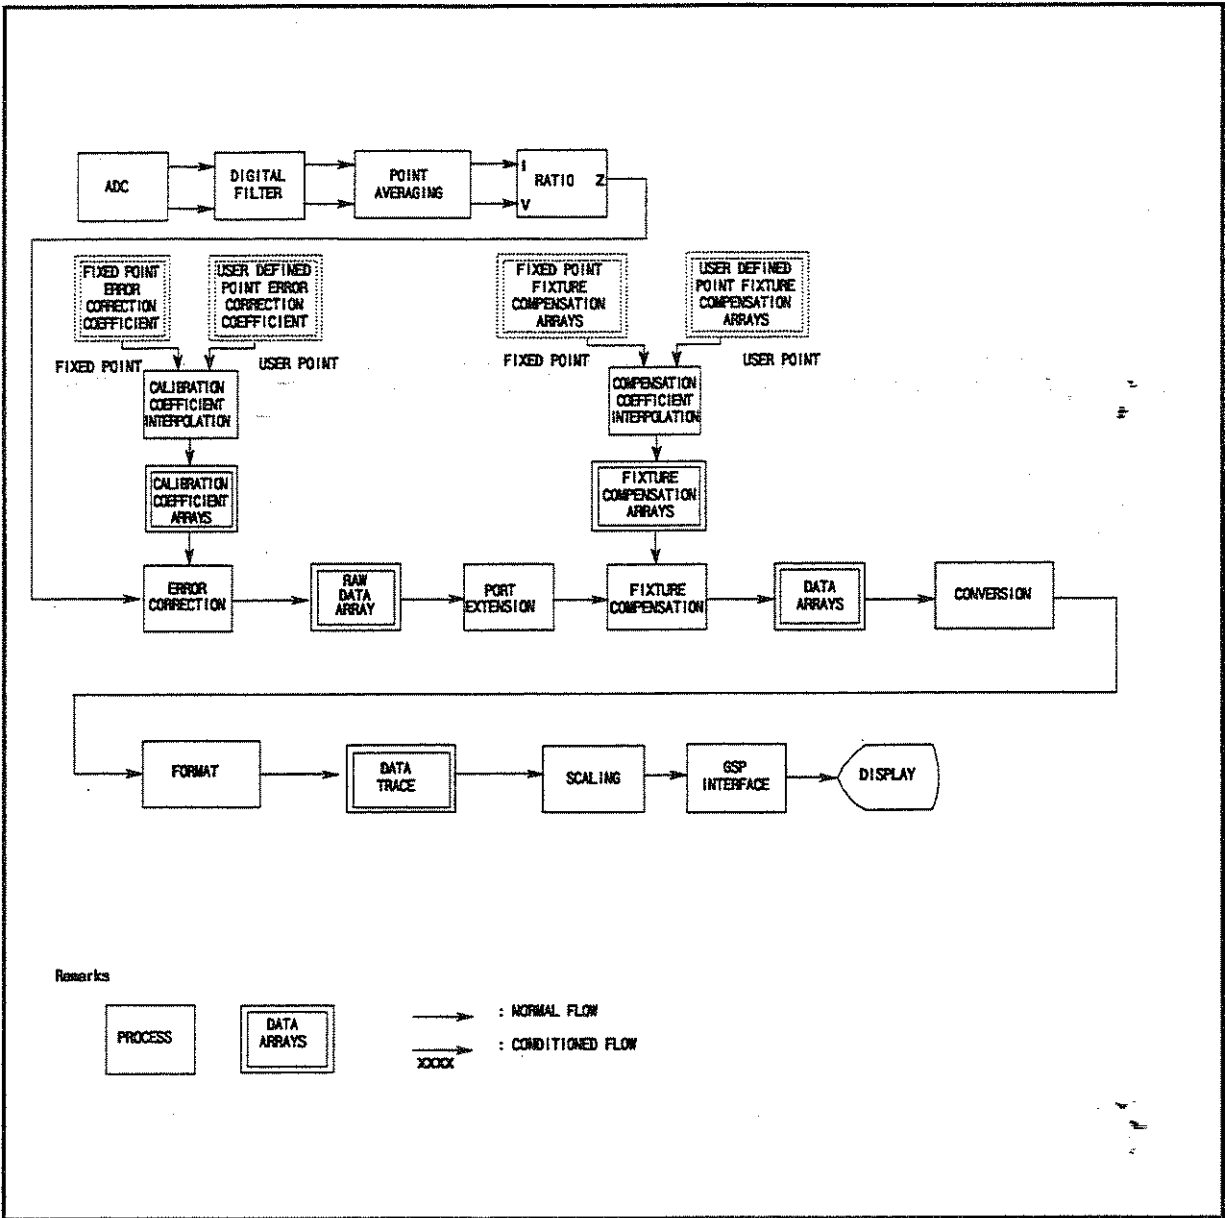 ADC
DIGITAL
FILTER
POINT
AVERAGING
I
RATIO Z
V
FIXED POINT
ERROR
CORRECTION
COEFFICIENT
USER DEFINED
POINT ERROR
CORRECTION
COEFFICIENT
FIXED POINT
FIXTURE
COMPENSATION
ARRAYS
USER DEFINED
POINT FIXTURE
COMPENSATION
ARRAYS
FIXED POINT
USER POINT
FIXED POINT
USER POINT
CALIBRATION
COEFFICIENT
INTERPOLATION
COMPENSATION
COEFFICIENT
INTERPOLATION
CALIBRATION
COEFFICIENT
ARRAYS
FIXTURE
COMPENSATION
ARRAYS
ERROR
CORRECTION
RAW
DATA
ARRAY
PORT
EXTENSION
FIXTURE
COMPENSATION
DATA
ARRAYS
CONVERSION
FORMAT
DATA
TRACE
SCALING
GSP
INTERFACE
DISPLAY
Remarks
PROCESS
DATA
ARRAYS
: NORMAL FLOW
: CONDITIONED FLOW
XXXX